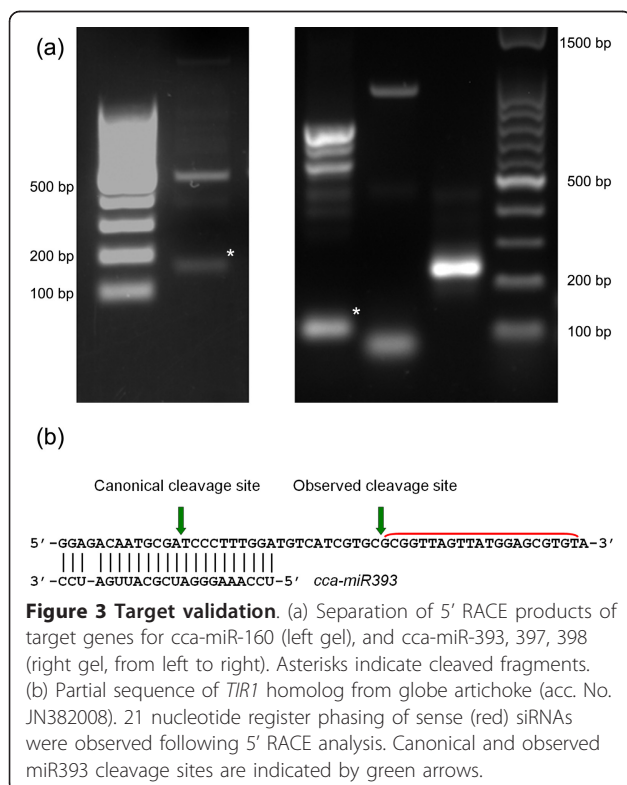 (a)
1500 bp
500 bp
500 bp
200 bp
*
200 bp
100 bp
*
100 bp
(b)
Canonical cleavage site Observed cleavage site
5’ -GGAGACAATGCGATCCCTTTGGATGTCATCGTGCGCGGTTAGTTATGGAGCGTGTA-3’
3’ -CCU-AGUUACGCUAGGGAAACCU-5’ cca-miR393
Figure 3 Target validation. (a) Separation of 5’ RACE products of
target genes for cca-miR-160 (left gel), and cca-miR-393, 397, 398
(right gel, from left to right). Asterisks indicate cleaved fragments.
(b) Partial sequence of TIR1 homolog from globe artichoke (acc. No.
JN382008). 21 nucleotide register phasing of sense (red) siRNAs
were observed following 5’ RACE analysis. Canonical and observed
miR393 cleavage sites are indicated by green arrows.